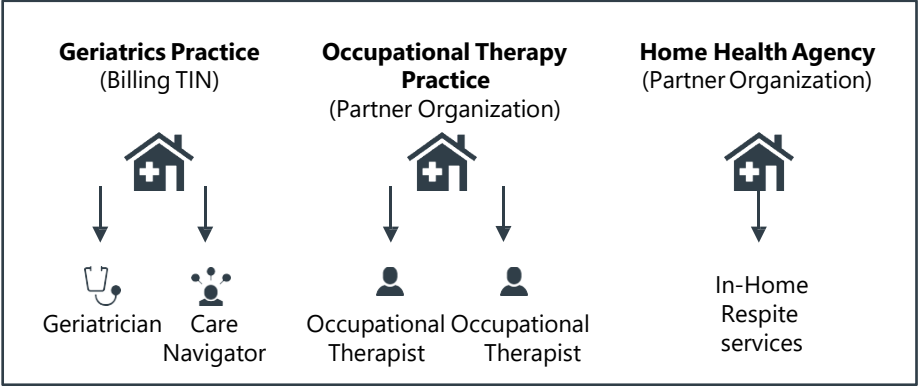 Geriatrics Practice
(Billing TIN)
Occupational Therapy
Practice
(Partner Organization)
Home Health Agency
(Partner Organization)
Geriatrician
Care
Navigator
Occupational
Therapist
Occupational
Therapist
In-Home
Respite
services